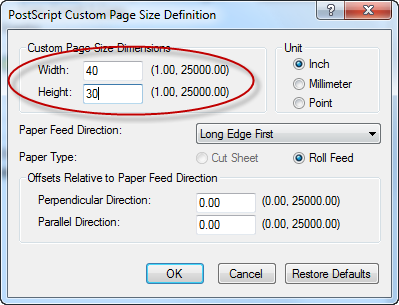 PostScript Custom Page Size Definition
Custom Page Size Dimensions
Width: 40 (1.00, 25000.00)
Height: 30 (1.00, 25000.00)
Unit
Inch
Millimeter
Point
Paper Feed Direction: Long Edge First
Paper Type: Cut Sheet Roll Feed
Offsets Relative to Paper Feed Direction
Perpendicular Direction: 0.00 (0.00, 25000.00)
Parallel Direction: 0.00 (0.00, 25000.00)
OK Cancel Restore Defaults